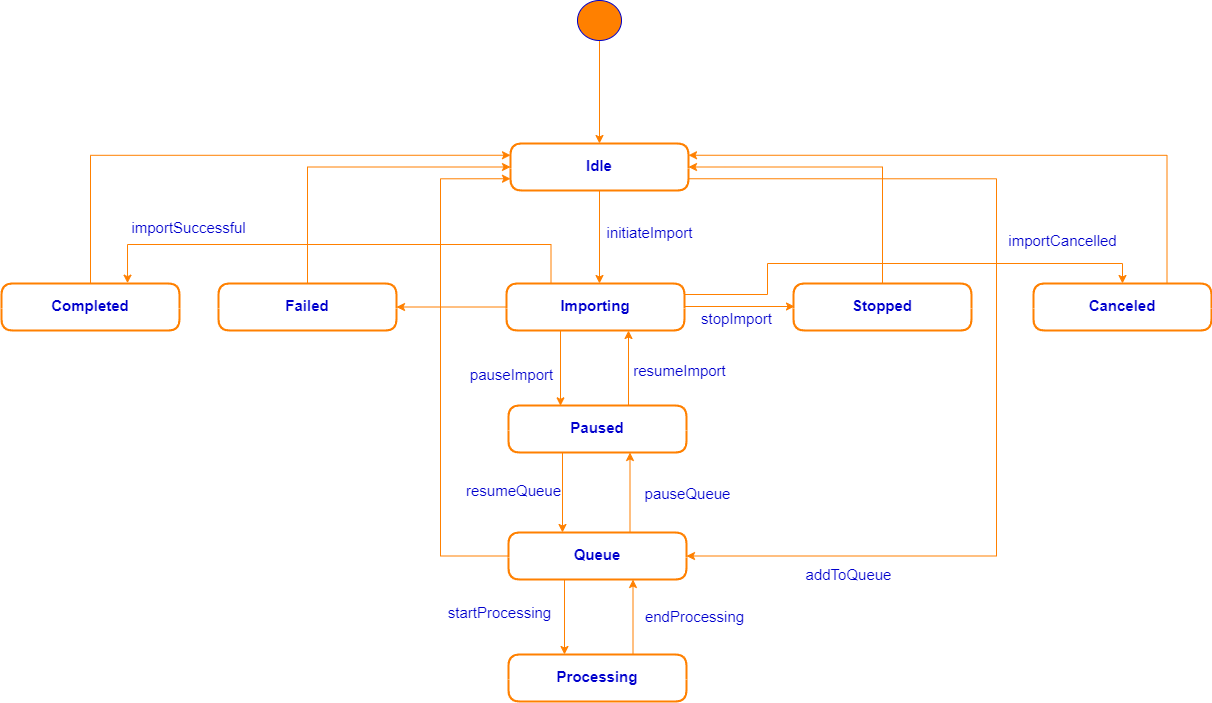 Idle
importSuccessful
initiateImport
importCancelled
Completed
Failed
Importing
Stopped
Canceled
stopImport
pauseImport
resumeImport
Paused
resumeQueue
pauseQueue
Queue
addToQueue
startProcessing
endProcessing
Processing